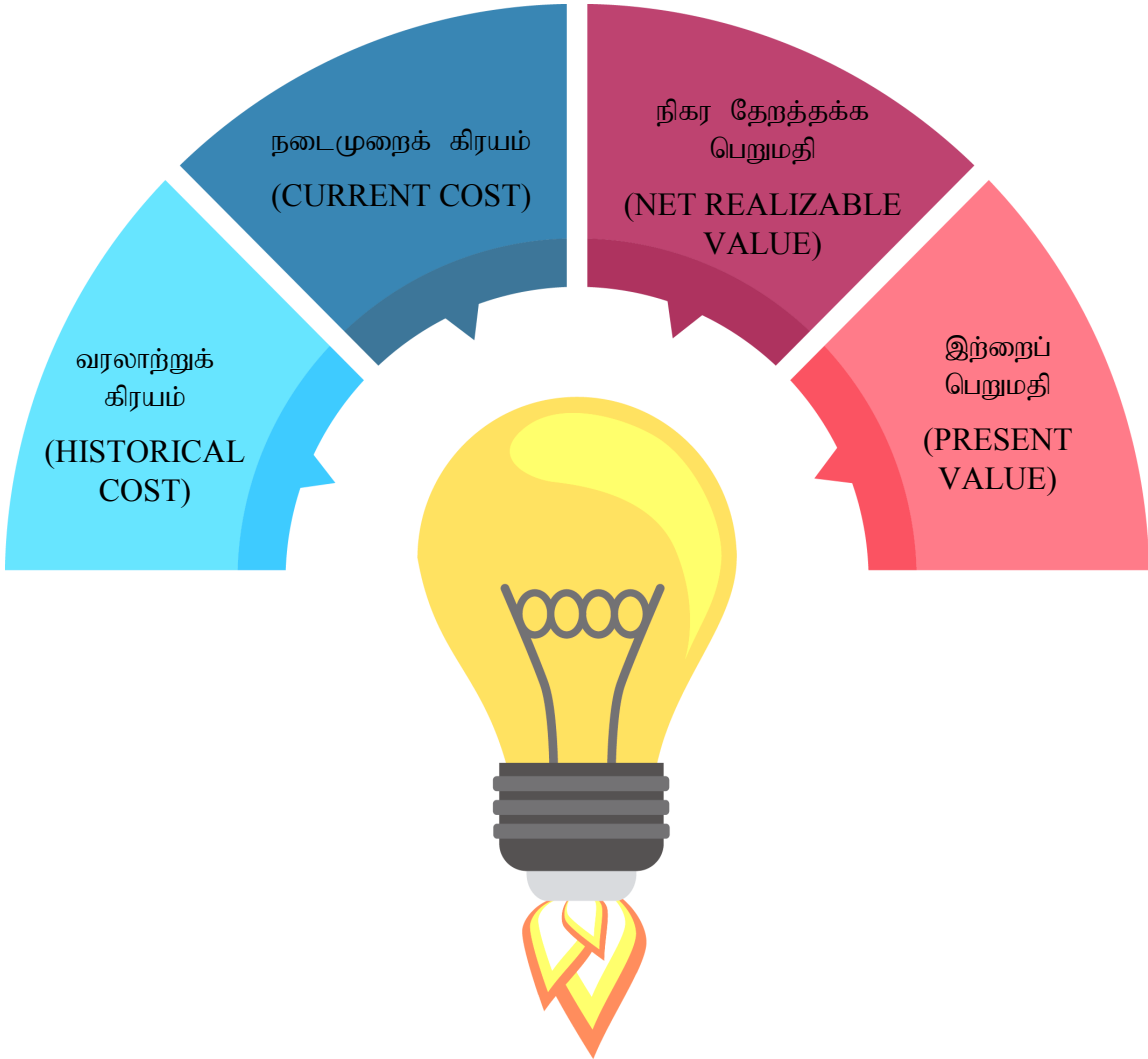 வரலாற்றுக்
கிரயம்
(HISTORICAL
COST)
நடைமுறைக் கிரயம்
(CURRENT COST)
நிகர தேறத்தக்க
பெறுமதி
(NET REALIZABLE
VALUE)
இற்றைப்
பெறுமதி
(PRESENT
VALUE)